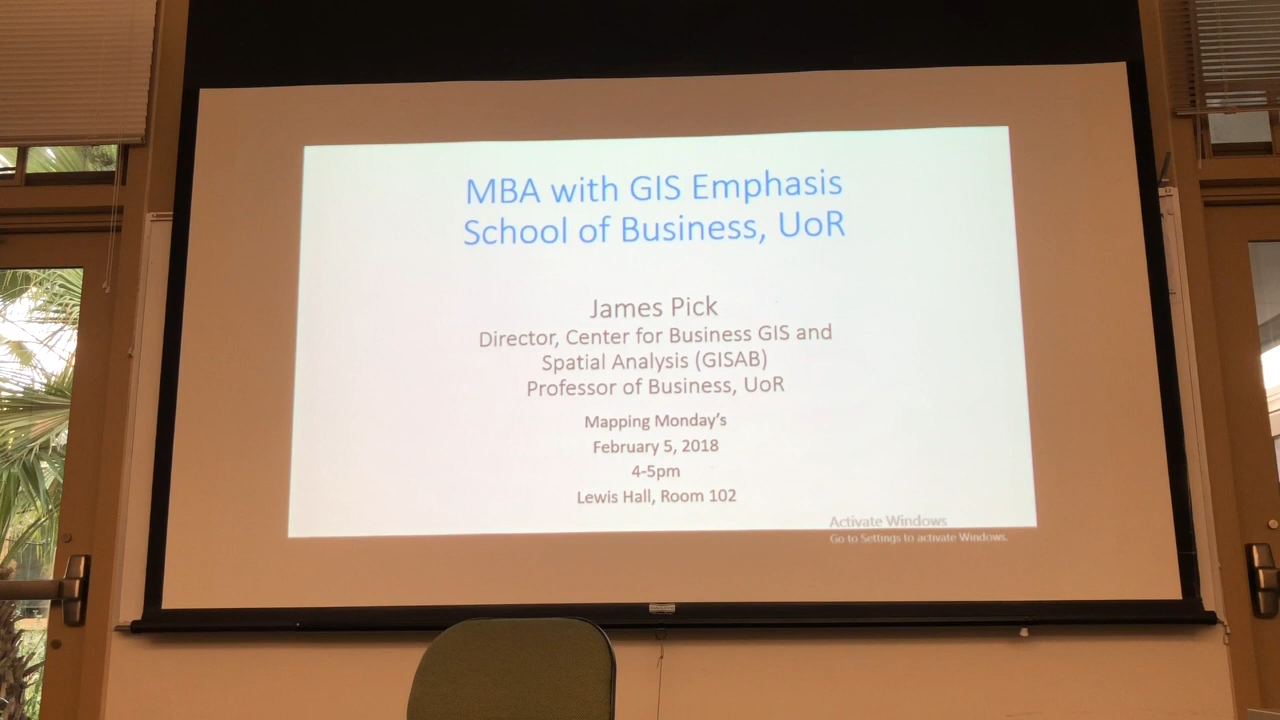 MBA with GIS Emphasis
School of Business, UoR
James Pick
Director, Center for Business GIS and
Spatial Analysis (GISAB)
Professor of Business, UoR
Mapping Monday's
February 5, 2018
4-5pm
Lewis Hall, Room 102
Activate Windows
Go to Settings to activate Windows.